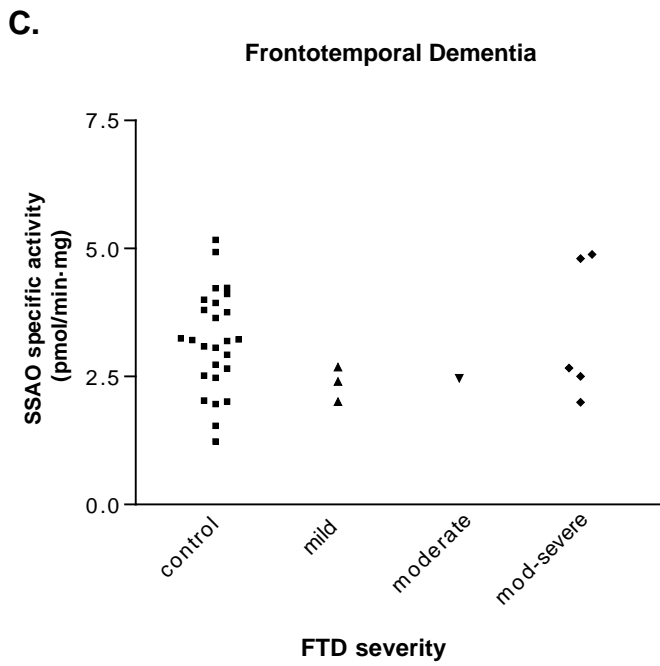 C.
Frontotemporal Dementia
7.5
5.0
2.5
0.0
SSAO specific activity
(pmol/min·mg)
control
mild
moderate
mod-severe
FTD severity